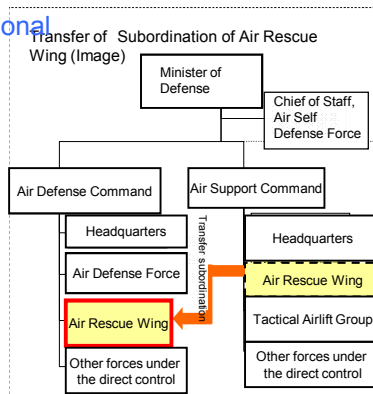 onal
Transfer of Subordination of Air Rescue
Wing (Image)
Minister of
Defense
Chief of Staff,
Air Self
Defense Force
Air Defense Command
Air Support Command
Headquarters
Air Defense Force
Air Rescue Wing
Other forces under
the direct control
Transfer subordination
Headquarters
Air Rescue Wing
Tactical Airlift Group
Other forces under
the direct control